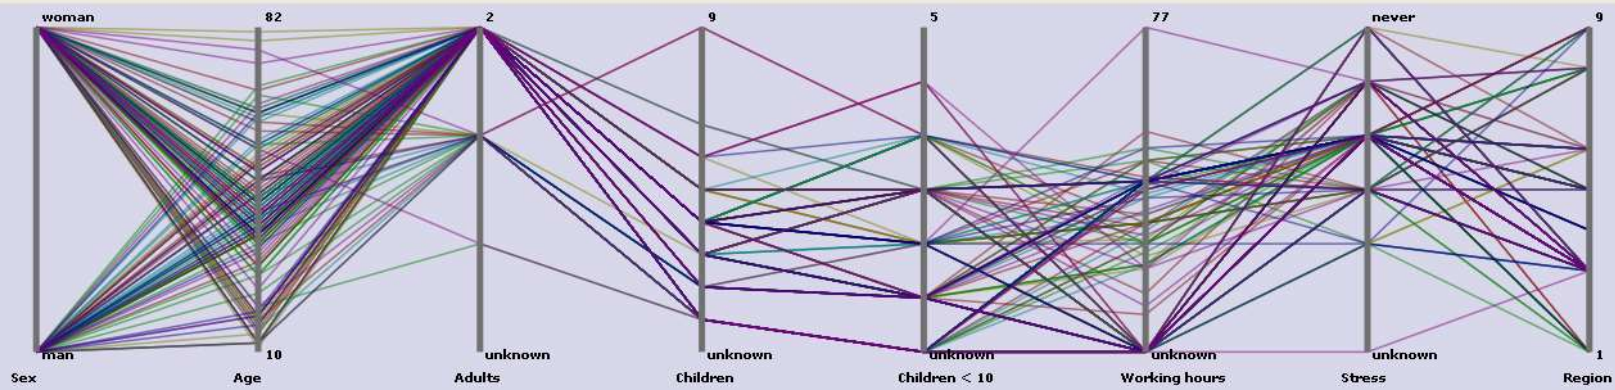 woman 82 2 9 5 77 never 9
man 10 unknown unknown unknown unknown unknown 1
Sex Age Adults Children Children < 10 Working hours Stress Region